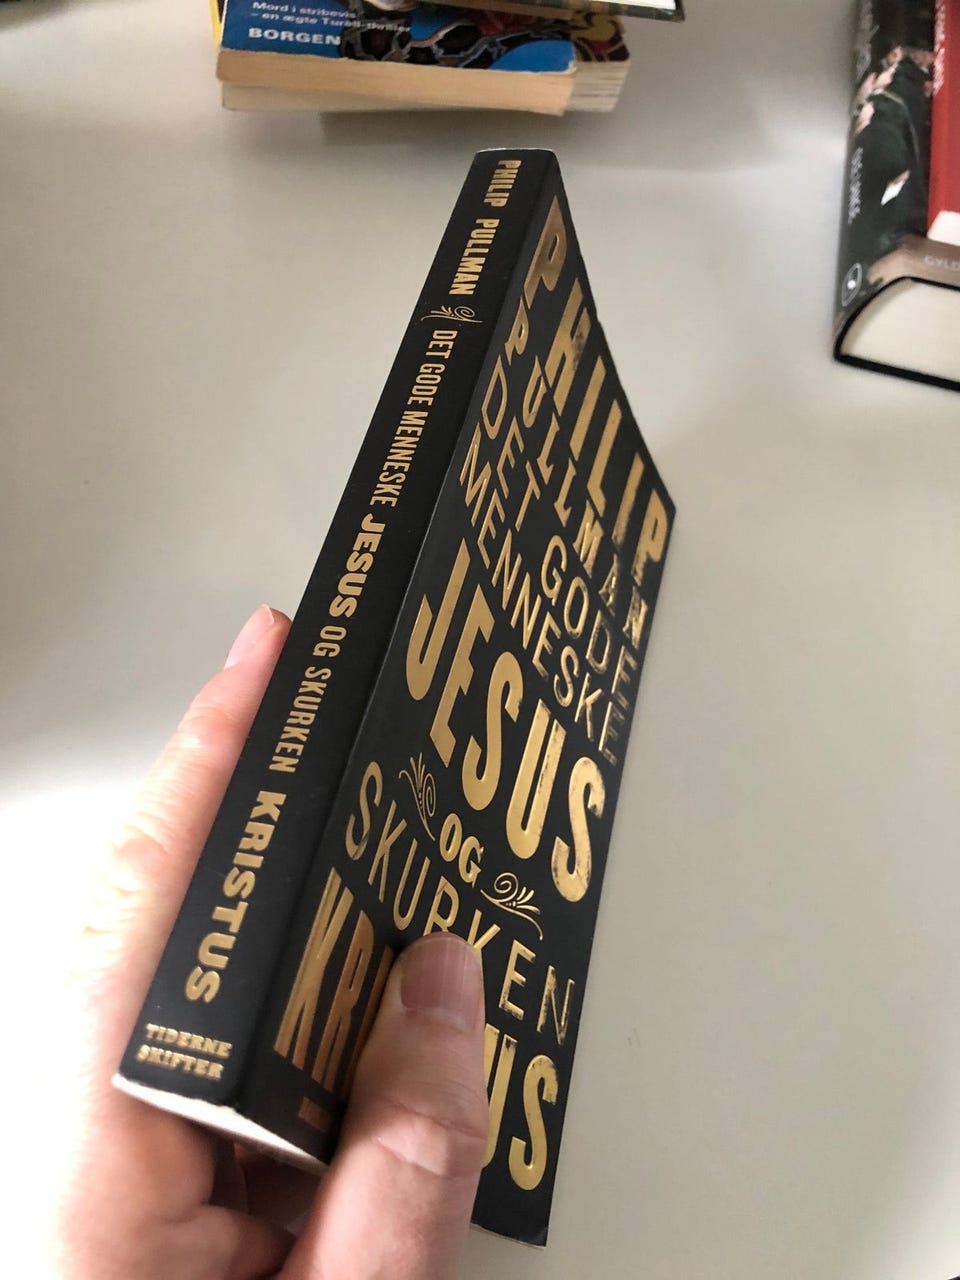 Mord i stribevis
– en ægte Turèll-thriller
BORGEN
PHILIP PULLMAN DET GODE MENNESKE JESUS OG SKURKEN KRISTUS
TIDERNE
SKIFTER
PHILIP
PULLMAN
DET GODE
MENNESKE
JESUS
OG
SKURKEN